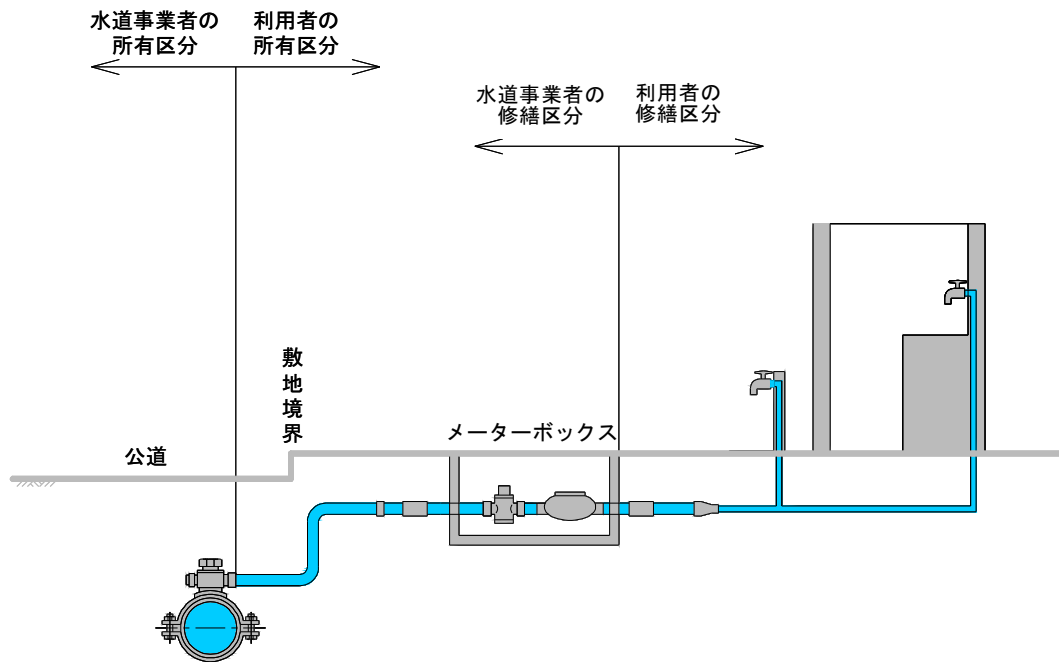 水道事業者の
所有区分
利用者の
所有区分
水道事業者の
修繕区分
利用者の
修繕区分
敷地境界
メーターボックス
公道